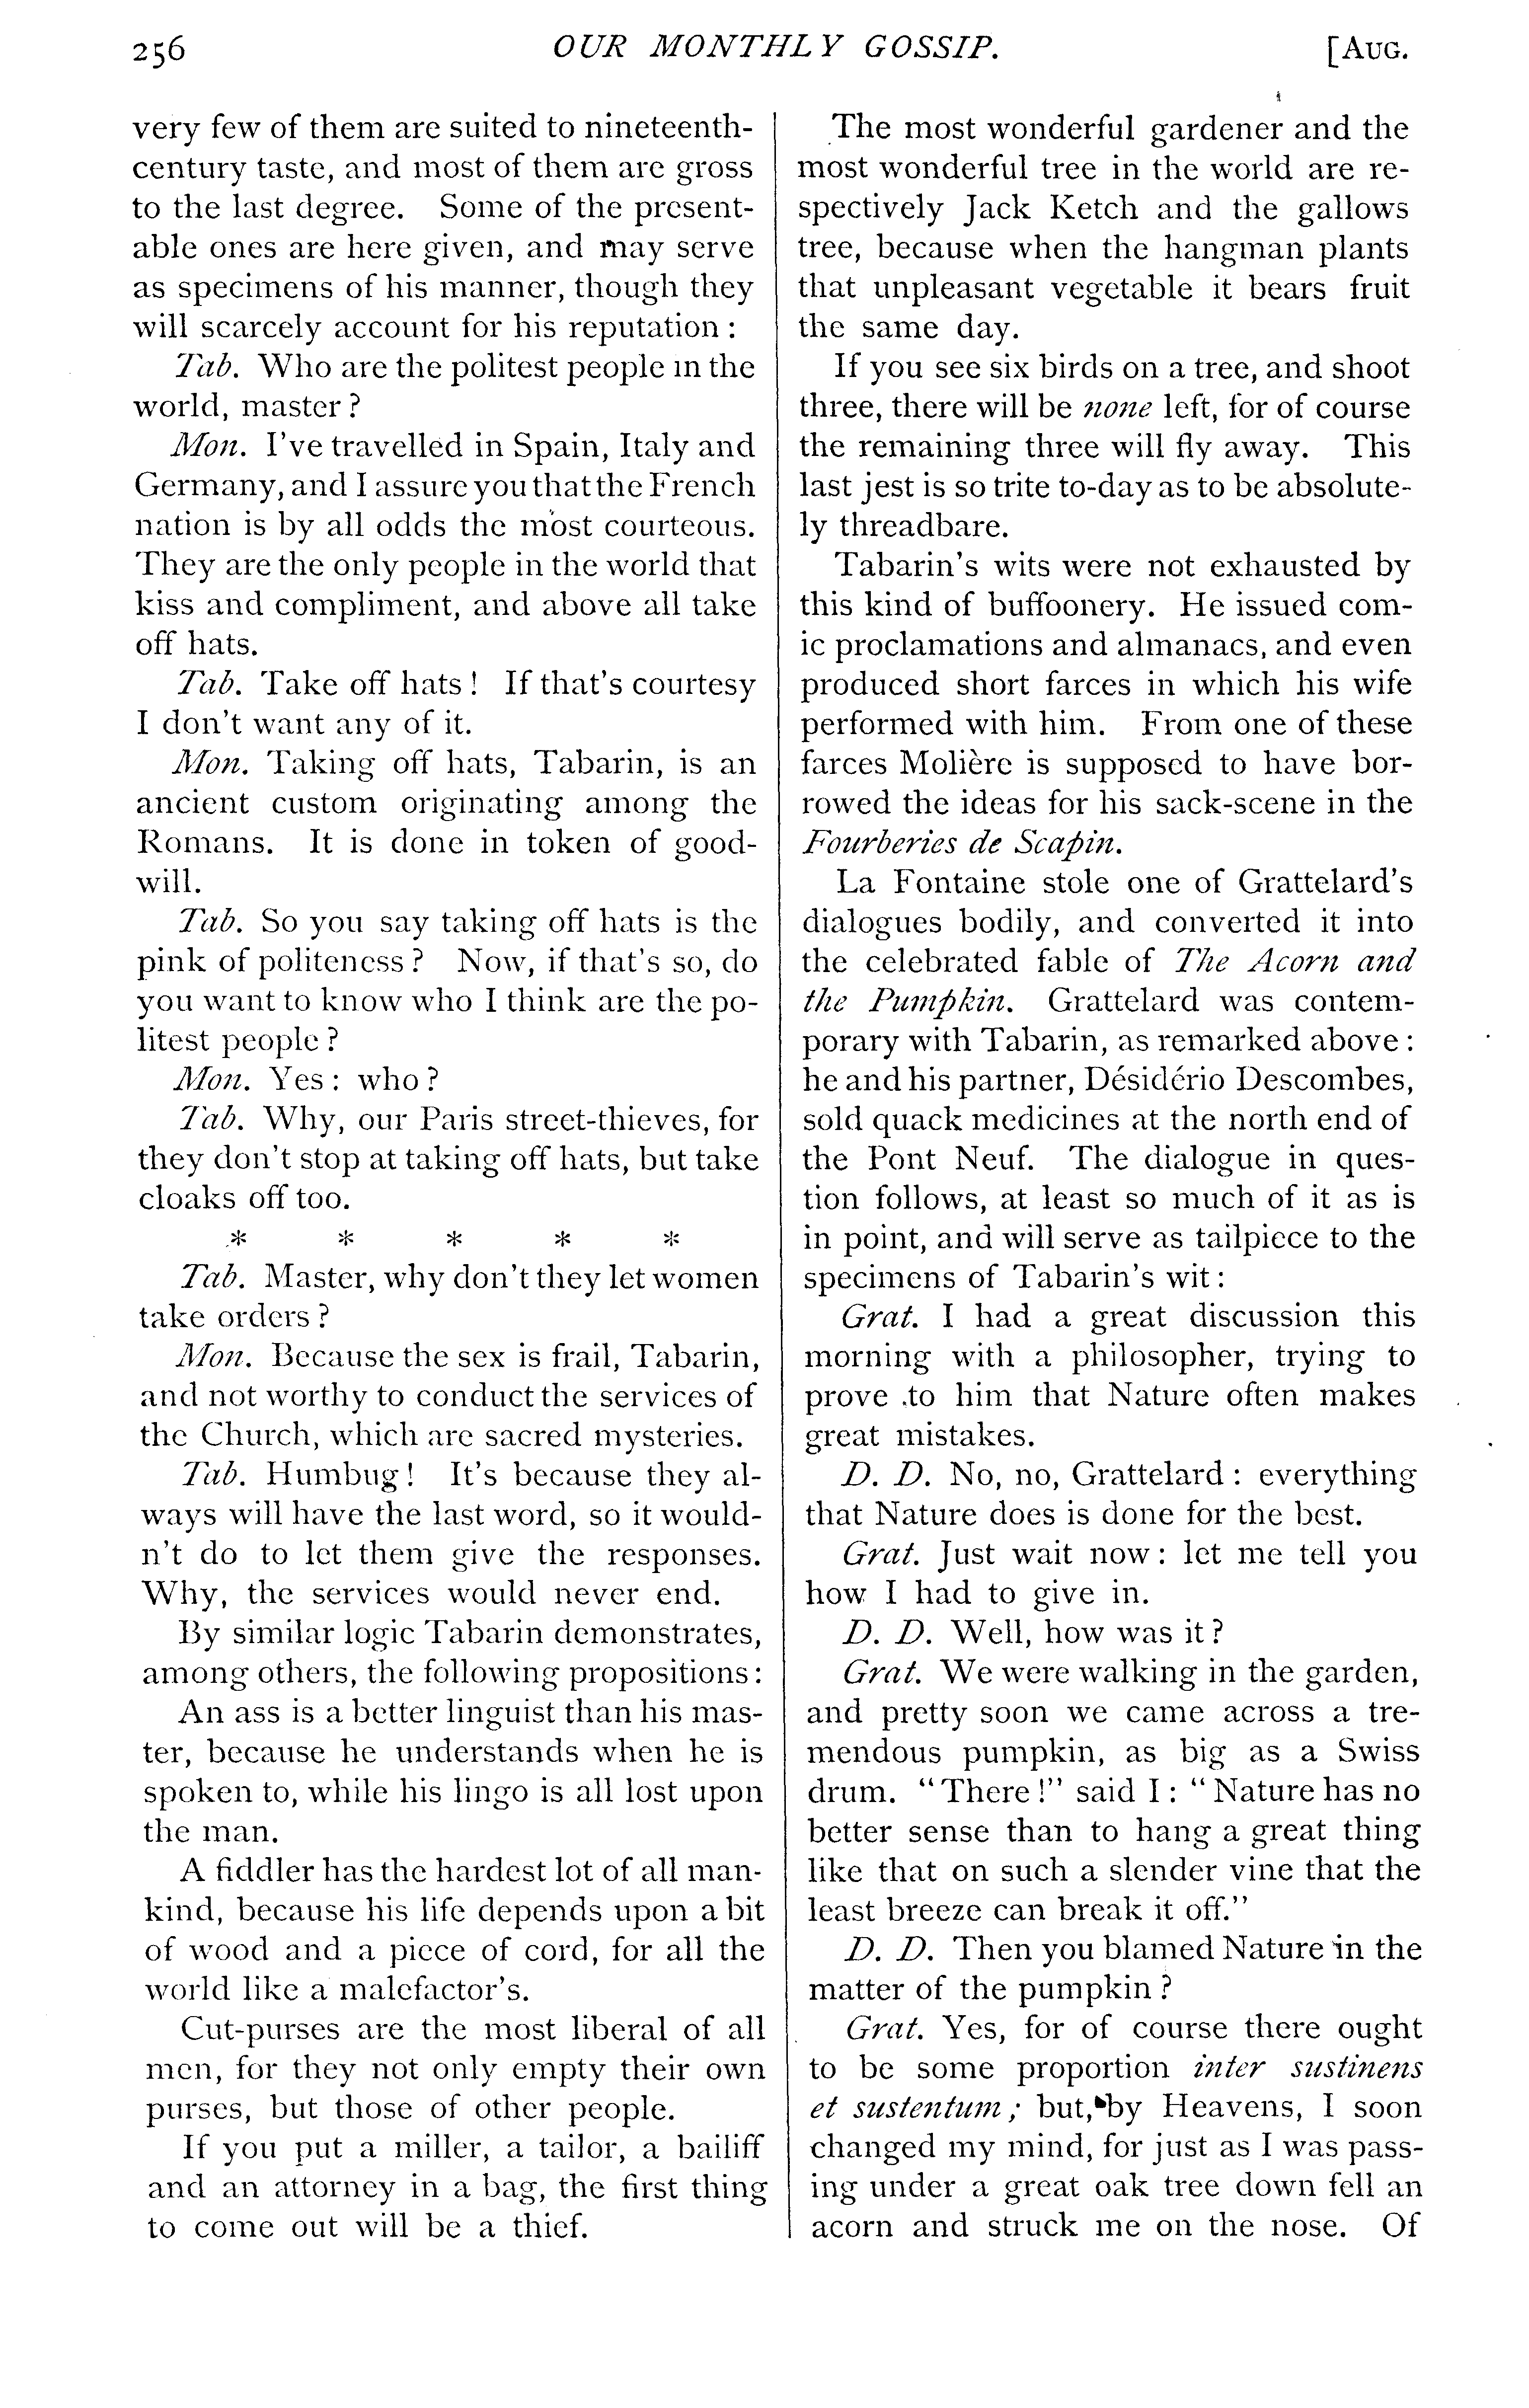 256 OUR MONTHLY GOSSIP. [AUG.
very few of them are suited to nineteenth-
century taste, and most of them are gross
to the last degree. Some of the present-
able ones are here given, and may serve
as specimens of his manner, though they
will scarcely account for his reputation :
Tab. Who are the politest people in the
world, master ?
Mon. I've travelled in Spain, Italy and
Germany, and I assure you that the French
nation is by all odds the most courteous.
They are the only people in the world that
kiss and compliment, and above all take
off hats.
Tab. Take off hats ! If that's courtesy
I don't want any of it.
Mon. Taking off hats, Tabarin, is an
ancient custom originating among the
Romans. It is done in token of good-
will.
Tab. So you say taking off hats is the
pink of politeness ? Now, if that's so, do
you want to know who I think are the po-
litest people ?
Mon. Yes : who ?
Tab. Why, our Paris street-thieves, for
they don't stop at taking off hats, but take
cloaks off too.
* * * * *
Tab. Master, why don't they let women
take orders ?
Mon. Because the sex is frail, Tabarin,
and not worthy to conduct the services of
the Church, which are sacred mysteries.
Tab. Humbug ! It's because they al-
ways will have the last word, so it would-
n't do to let them give the responses.
Why, the services would never end.
By similar logic Tabarin demonstrates,
among others, the following propositions :
An ass is a better linguist than his mas-
ter, because he understands when he is
spoken to, while his lingo is all lost upon
the man.
A fiddler has the hardest lot of all man-
kind, because his life depends upon a bit
of wood and a piece of cord, for all the
world like a malefactor's.
Cut-purses are the most liberal of all
men, for they not only empty their own
purses, but those of other people.
If you put a miller, a tailor, a bailiff
and an attorney in a bag, the first thing
to come out will be a thief.
The most wonderful gardener and the
most wonderful tree in the world are re-
spectively Jack Ketch and the gallows
tree, because when the hangman plants
that unpleasant vegetable it bears fruit
the same day.
If you see six birds on a tree, and shoot
three, there will be none left, for of course
the remaining three will fly away. This
last jest is so trite to-day as to be absolute-
ly threadbare.
Tabarin's wits were not exhausted by
this kind of buffoonery. He issued com-
ic proclamations and almanacs, and even
produced short farces in which his wife
performed with him. From one of these
farces Molière is supposed to have bor-
rowed the ideas for his sack-scene in the
Fourberies de Scapin.
La Fontaine stole one of Grattelard's
dialogues bodily, and converted it into
the celebrated fable of The Acorn and
the Pumpkin. Grattelard was contem-
porary with Tabarin, as remarked above :
he and his partner, Désidério Descombes,
sold quack medicines at the north end of
the Pont Neuf. The dialogue in ques-
tion follows, at least so much of it as is
in point, and will serve as tailpiece to the
specimens of Tabarin's wit :
Grat. I had a great discussion this
morning with a philosopher, trying to
prove to him that Nature often makes
great mistakes.
D. D. No, no, Grattelard : everything
that Nature does is done for the best.
Grat. Just wait now : let me tell you
how I had to give in.
D. D. Well, how was it ?
Grat. We were walking in the garden,
and pretty soon we came across a tre-
mendous pumpkin, as big as a Swiss
drum. "There !" said I : "Nature has no
better sense than to hang a great thing
like that on such a slender vine that the
least breeze can break it off."
D. D. Then you blamed Nature in the
matter of the pumpkin ?
Grat. Yes, for of course there ought
to be some proportion inter sustinens
et sustentum ; but, by Heavens, I soon
changed my mind, for just as I was pass-
ing under a great oak tree down fell an
acorn and struck me on the nose. Of